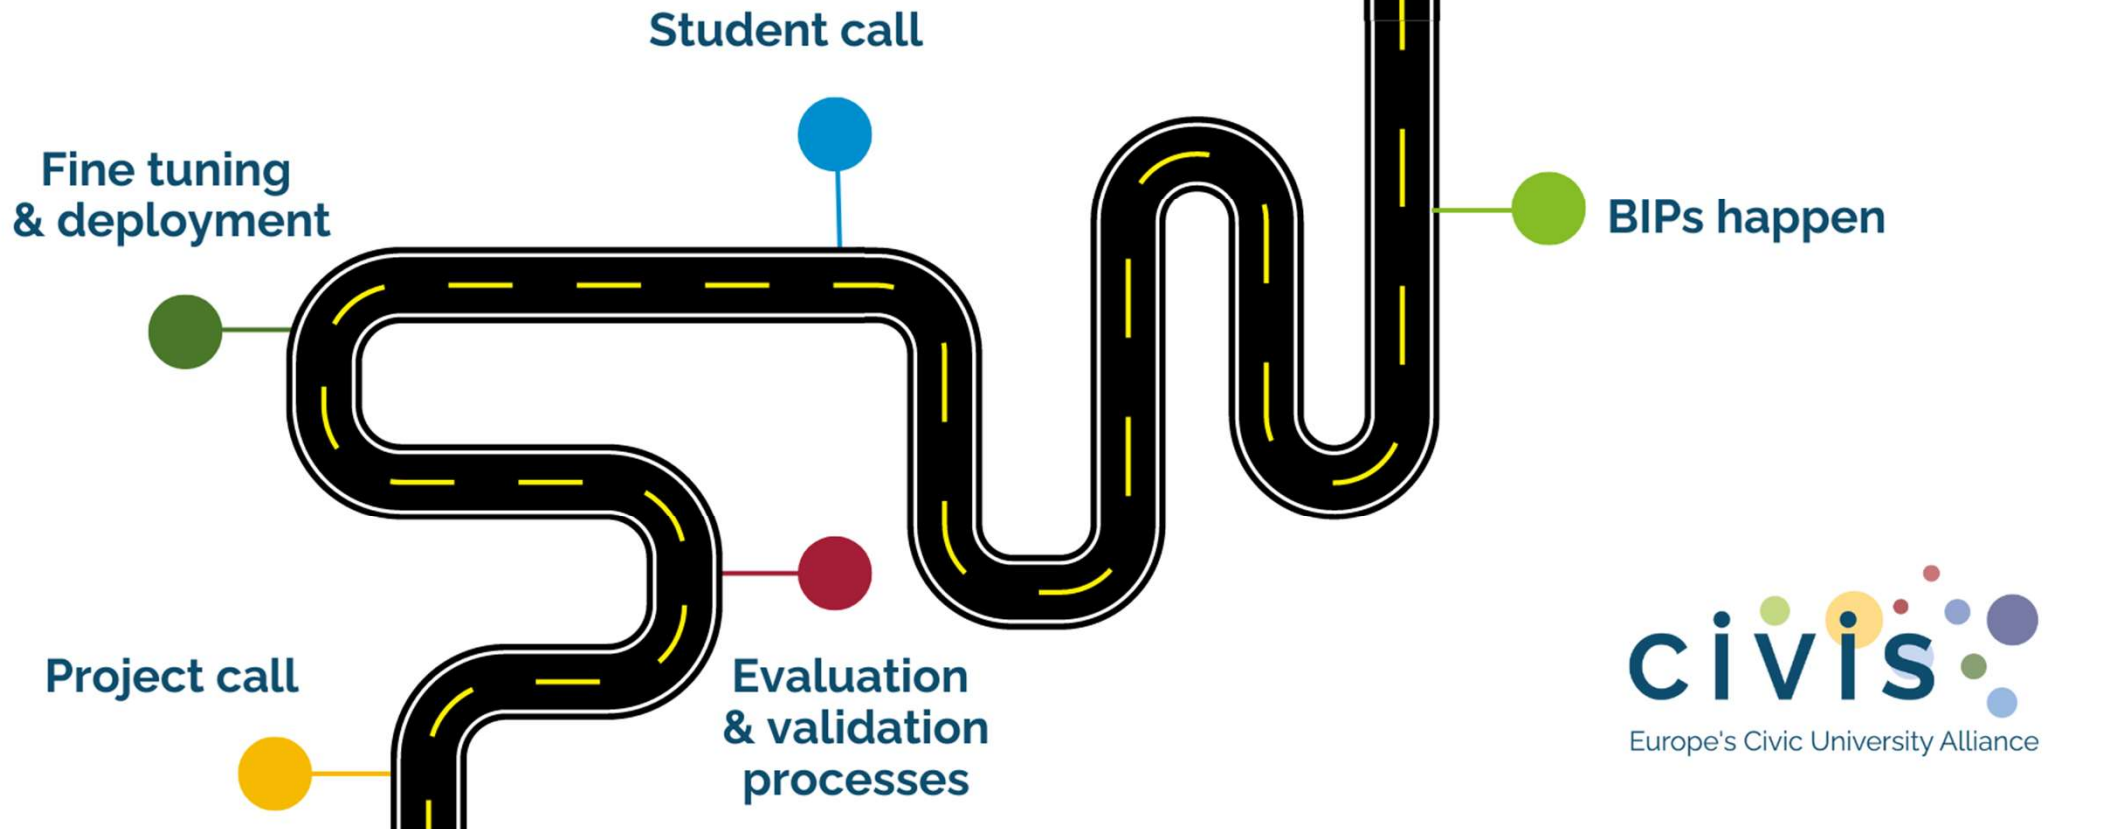 Student call
Fine tuning
& deployment
BIPs happen
Project call
Evaluation
& validation
processes
civis
Europe's Civic University Alliance